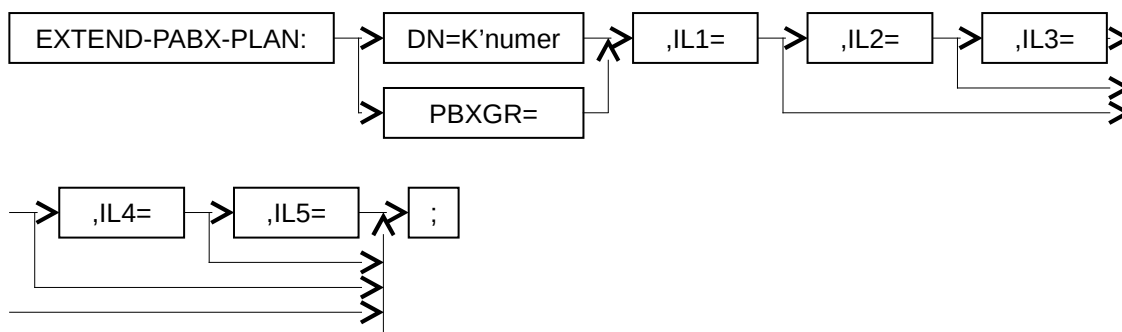 EXTEND-PABX-PLAN: DN=K’numer ,IL1= ,IL2= ,IL3=
PBXGR=
,IL4= ,IL5= ;